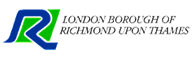 LONDON BOROUGH OF
RICHMOND UPON THAMES